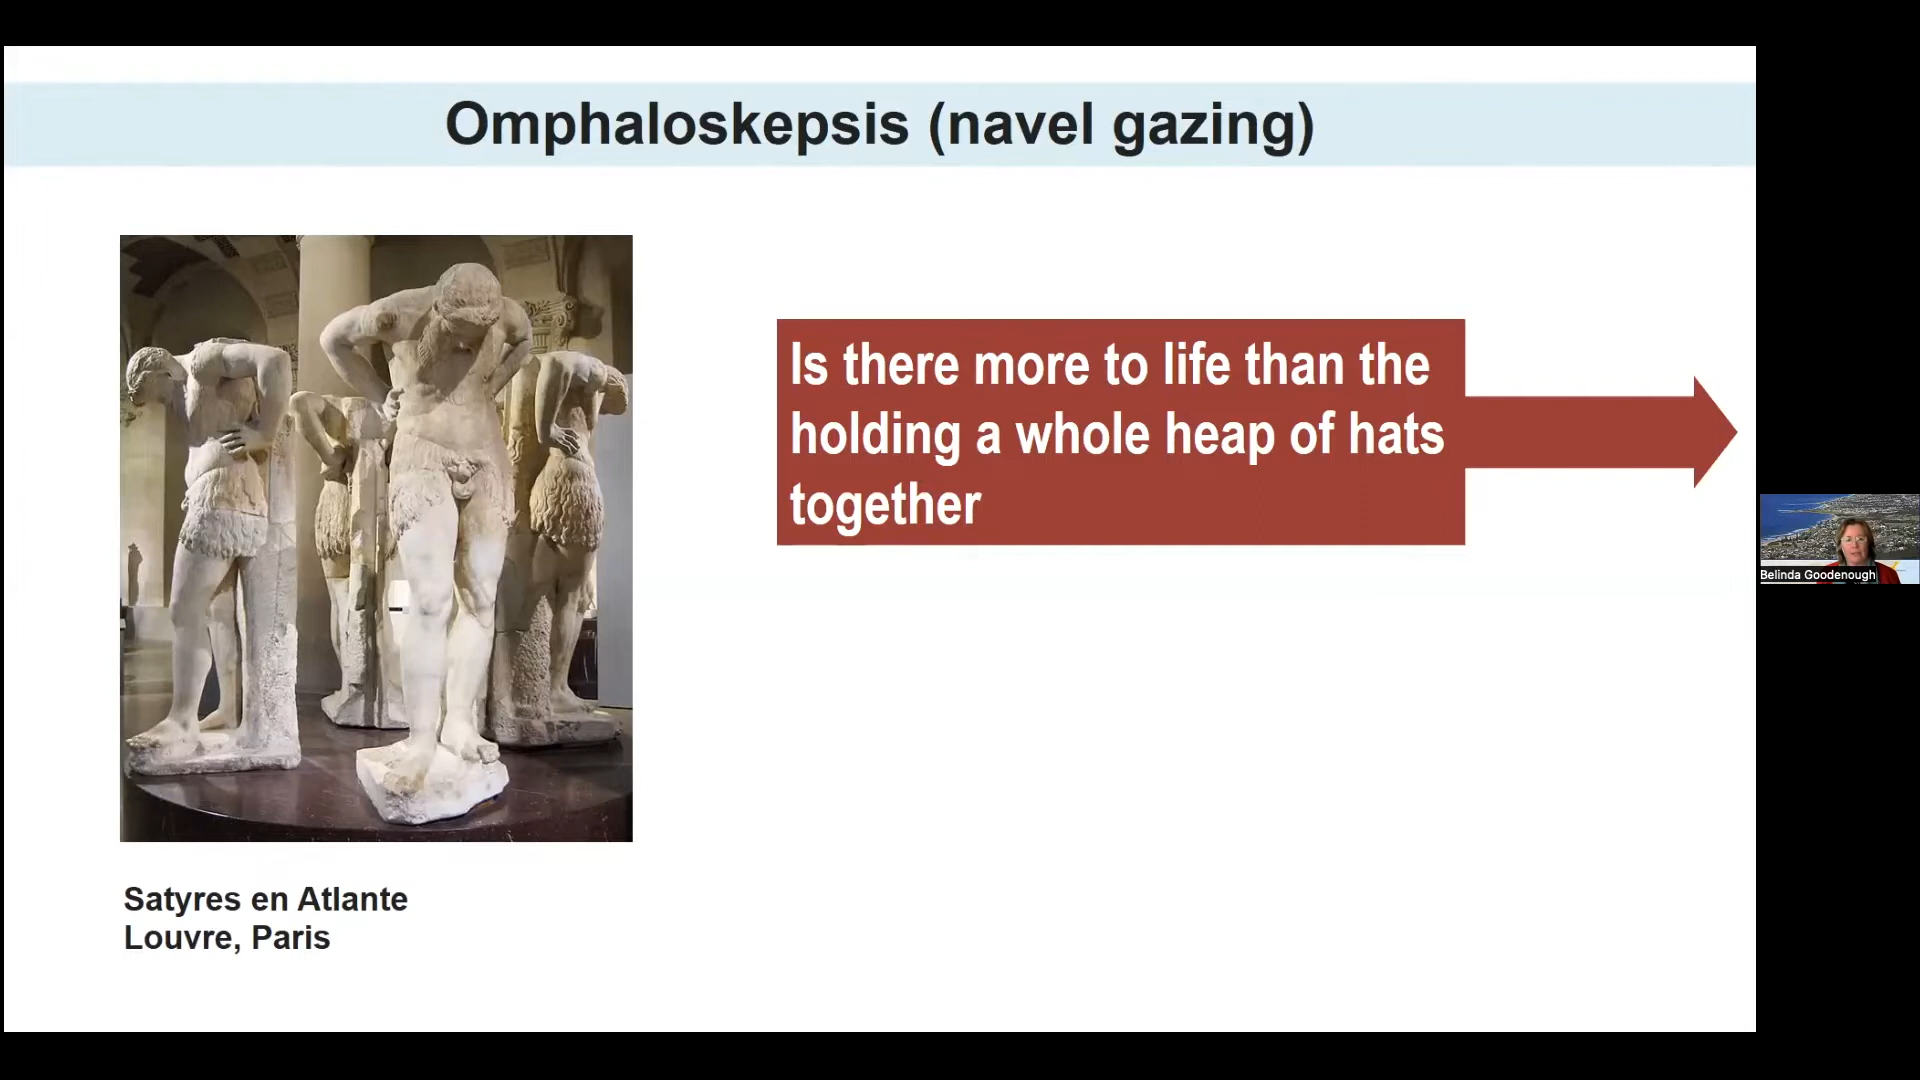 Omphaloskepsis (navel gazing)
Is there more to life than the
holding a whole heap of hats
together
Belinda Goodenough
Satyres en Atlante
Louvre, Paris